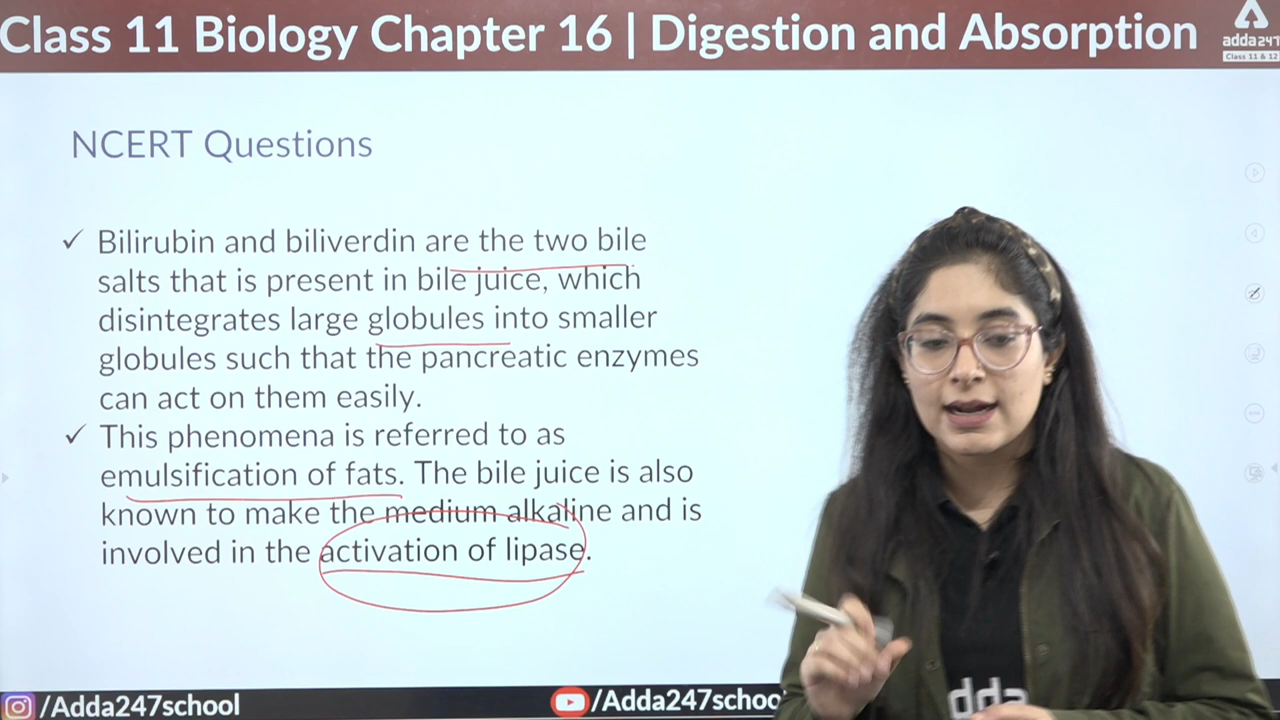 Class 11 Biology Chapter 16 | Digestion and Absorption
adda247
Class 11 & 12
NCERT Questions
✓ Bilirubin and biliverdin are the two bile
salts that is present in bile juice, which
disintegrates large globules into smaller
globules such that the pancreatic enzymes
can act on them easily.
✓ This phenomena is referred to as
emulsification of fats. The bile juice is also
known to make the medium alkaline and is
involved in the activation of lipase.
dda
/Adda247school
/Adda247schoo